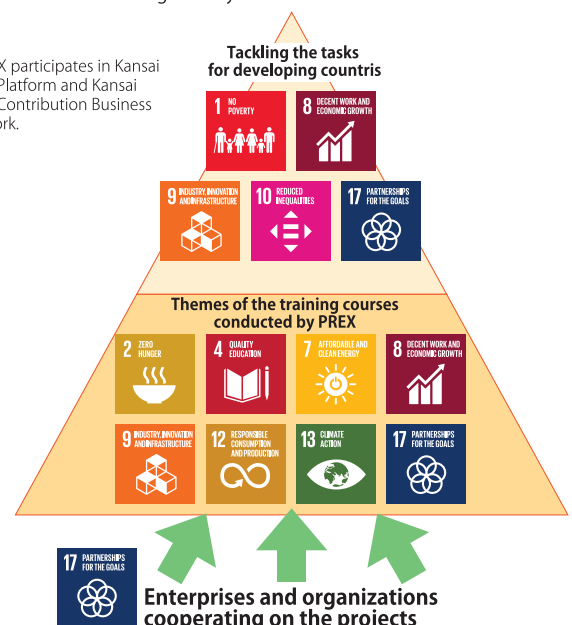 Tackling the tasks
for developing countris
X participates in Kansai
Platform and Kansai
Contribution Business
rk.
1 NO
POVERTY
8 DECENT WORK AND
ECONOMIC GROWTH
9 INDUSTRY, INNOVATION
AND INFRASTRUCTURE
10 REDUCED
INEQUALITIES
17 PARTNERSHIPS
FOR THE GOALS
Themes of the training courses
conducted by PREX
2 ZERO
HUNGER
4 QUALITY
EDUCATION
7 AFFORDABLE AND
CLEAN ENERGY
8 DECENT WORK AND
ECONOMIC GROWTH
9 INDUSTRY, INNOVATION
AND INFRASTRUCTURE
12 RESPONSIBLE
CONSUMPTION
AND PRODUCTION
13 CLIMATE
ACTION
17 PARTNERSHIPS
FOR THE GOALS
17 PARTNERSHIPS
FOR THE GOALS
Enterprises and organizations
cooperating on the projects